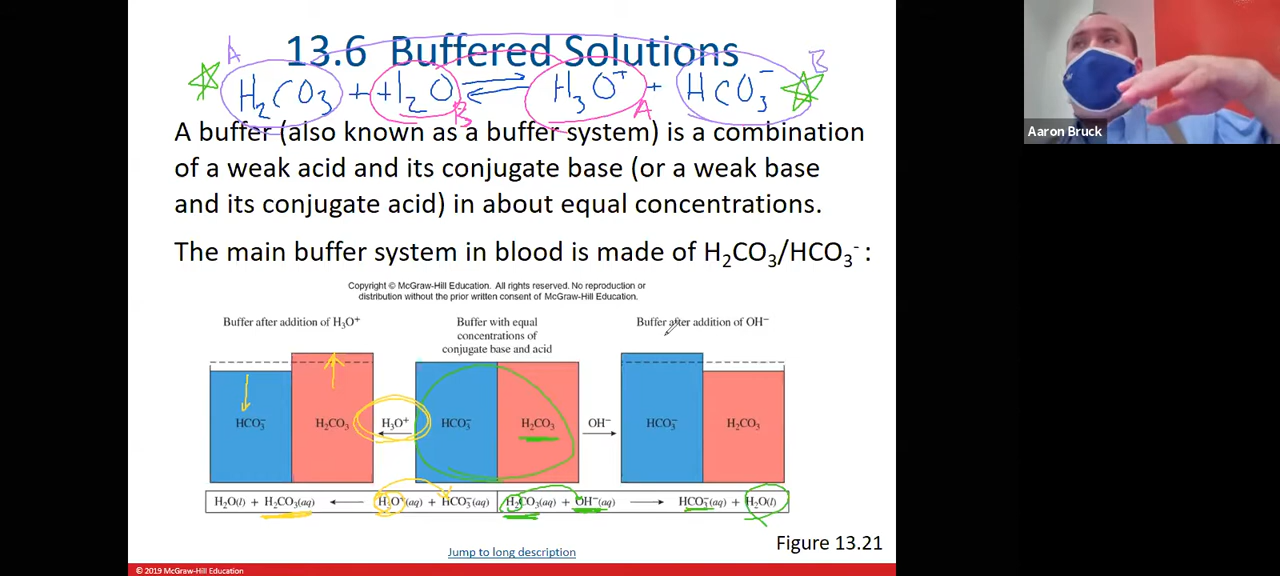 13.6 Buffered Solutions
A B
H₂CO₃ + H₂O ⇌ H₃O⁺ + HCO₃⁻
B A
A buffer (also known as a buffer system) is a combination
of a weak acid and its conjugate base (or a weak base
and its conjugate acid) in about equal concentrations.
The main buffer system in blood is made of H₂CO₃/HCO₃⁻:
Copyright © McGraw-Hill Education. All rights reserved. No reproduction or
distribution without the prior written consent of McGraw-Hill Education.
Buffer after addition of H₃O⁺
Buffer with equal
concentrations of
conjugate base and acid
Buffer after addition of OH⁻
HCO₃⁻ H₂CO₃ H₃O⁺ HCO₃⁻ H₂CO₃ OH⁻ HCO₃⁻ H₂CO₃
H₂O(l) + H₂CO₃(aq) ← H₃O⁺(aq) + HCO₃⁻(aq) H₂CO₃(aq) + OH⁻(aq) → HCO₃⁻(aq) + H₂O(l)
Figure 13.21
Jump to long description
© 2019 McGraw-Hill Education
Aaron Bruck